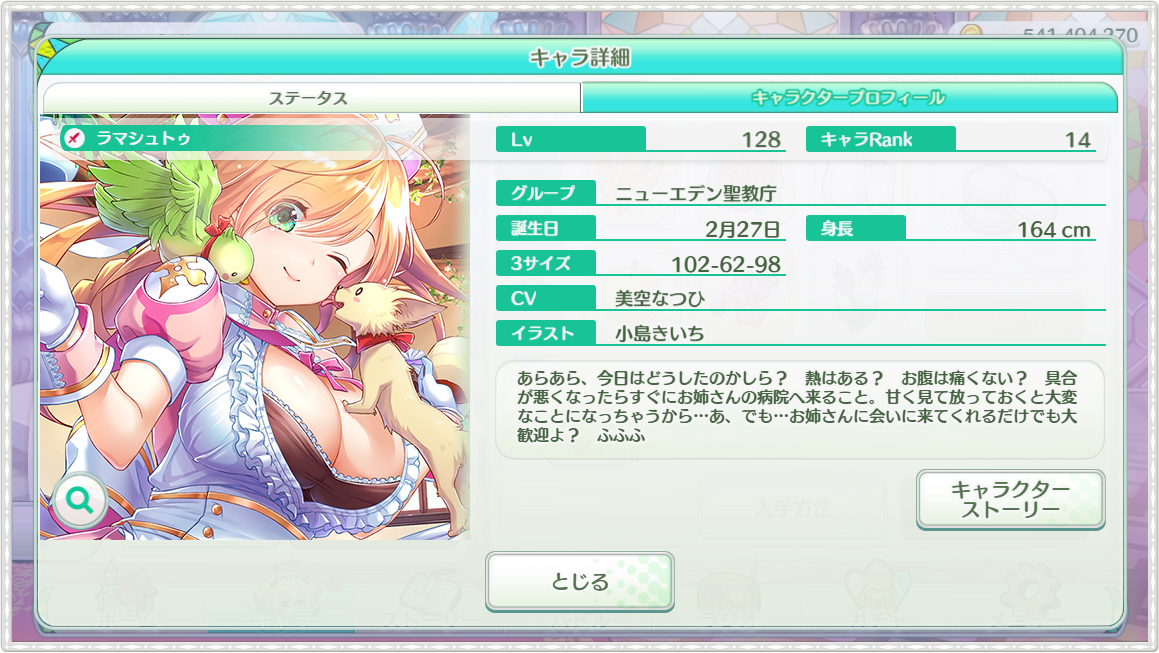 541,494,270
キャラ詳細
ステータス
キャラクタープロフィール
ラマシュトゥ
Lv 128 キャラRank 14
グループ ニューエデン聖教庁
誕生日 2月27日 身長 164 cm
3サイズ 102-62-98
CV 美空なつひ
イラスト 小島きいち
あらあら、今日はどうしたのかしら？　熱はある？　お腹は痛くない？　具合
が悪くなったらすぐにお姉さんの病院へ来ること。甘く見て放っておくと大変
なことになっちゃうから…あ、でも…お姉さんに会いに来てくれるだけでも大
歓迎よ？　ふふふ
入手方法
キャラクター
ストーリー
とじる